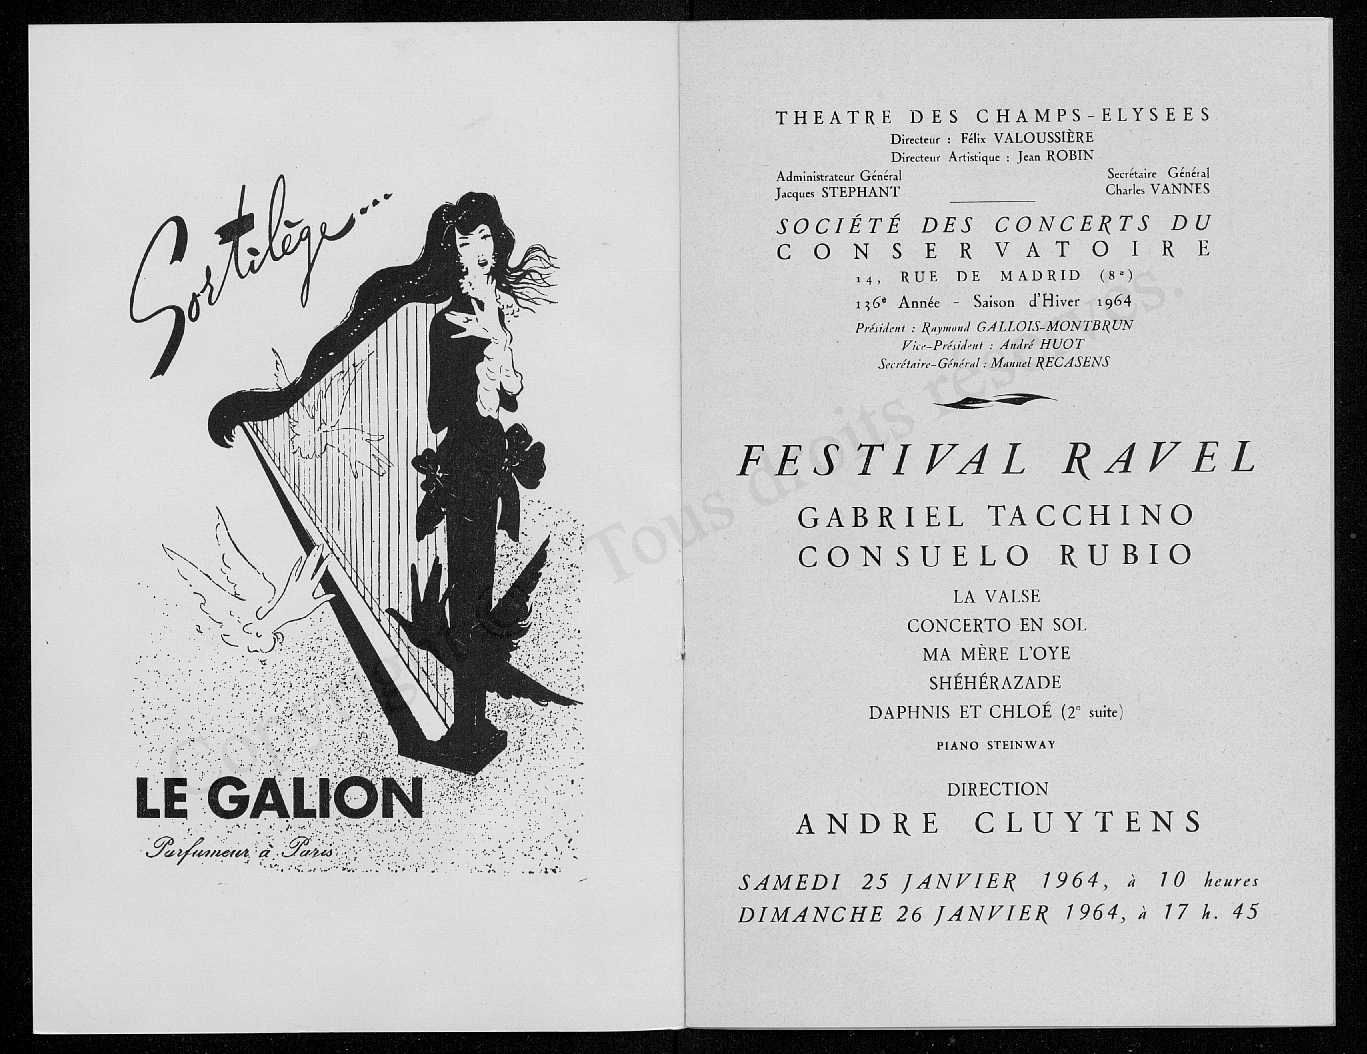 Sortilège...
LE GALION
Parfumeur à Paris
THEATRE DES CHAMPS-ELYSEES
Directeur : Félix VALOUSSIÈRE
Directeur Artistique : Jean ROBIN
Administrateur Général
Jacques STEPHANT
Secrétaire Général
Charles VANNES
SOCIÉTÉ DES CONCERTS DU
CONSERVATOIRE
14, RUE DE MADRID (8ᵉ)
136ᵉ Année - Saison d'Hiver 1964
Président : Raymond GALLOIS-MONTBRUN
Vice-Président : André HUOT
Secrétaire-Général : Manuel RECASENS
FESTIVAL RAVEL
GABRIEL TACCHINO
CONSUELO RUBIO
LA VALSE
CONCERTO EN SOL
MA MÈRE L'OYE
SHÉHÉRAZADE
DAPHNIS ET CHLOÉ (2ᵉ suite)
PIANO STEINWAY
DIRECTION
ANDRE CLUYTENS
SAMEDI 25 JANVIER 1964, à 10 heures
DIMANCHE 26 JANVIER 1964, à 17 h. 45
Copyright © Tous droits réservés.